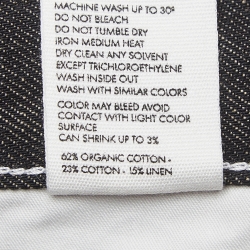 MACHINE WASH UP TO 30°
DO NOT BLEACH
DO NOT TUMBLE DRY
IRON MEDIUM HEAT
DRY CLEAN ANY SOLVENT
EXCEPT TRICHLOROETHYLENE
WASH INSIDE OUT
WASH WITH SIMILAR COLORS
COLOR MAY BLEED AVOID
CONTACT WITH LIGHT COLOR
SURFACE
CAN SHRINK UP TO 3%
62% ORGANIC COTTON -
23% COTTON - 15% LINEN